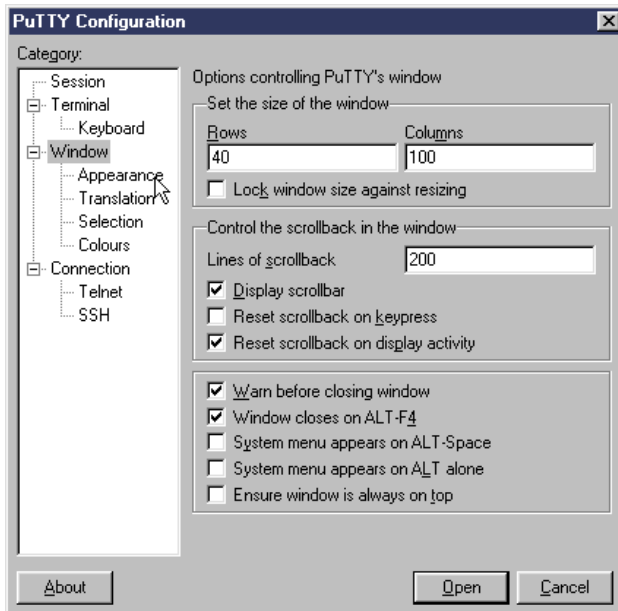 PuTTY Configuration
Category:
Session
Terminal
Keyboard
Window
Appearance
Translation
Selection
Colours
Connection
Telnet
SSH
Options controlling PuTTY's window
Set the size of the window
Rows Columns
40 100
Lock window size against resizing
Control the scrollback in the window
Lines of scrollback 200
Display scrollbar
Reset scrollback on keypress
Reset scrollback on display activity
Warn before closing window
Window closes on ALT-F4
System menu appears on ALT-Space
System menu appears on ALT alone
Ensure window is always on top
About Open Cancel